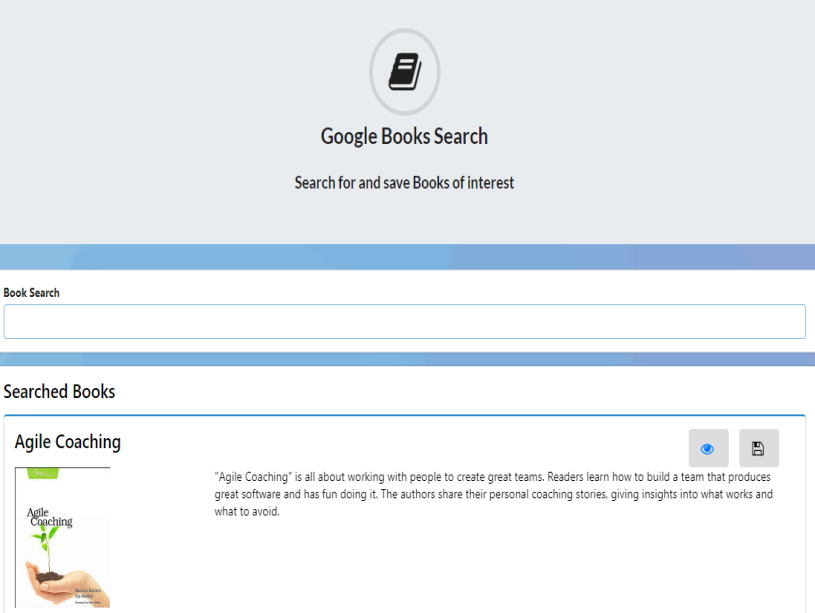 Google Books Search
Search for and save Books of interest
Book Search
Searched Books
Agile Coaching
"Agile Coaching" is all about working with people to create great teams. Readers learn how to build a team that produces
great software and has fun doing it. The authors share their personal coaching stories, giving insights into what works and
what to avoid.
Agile
Coaching